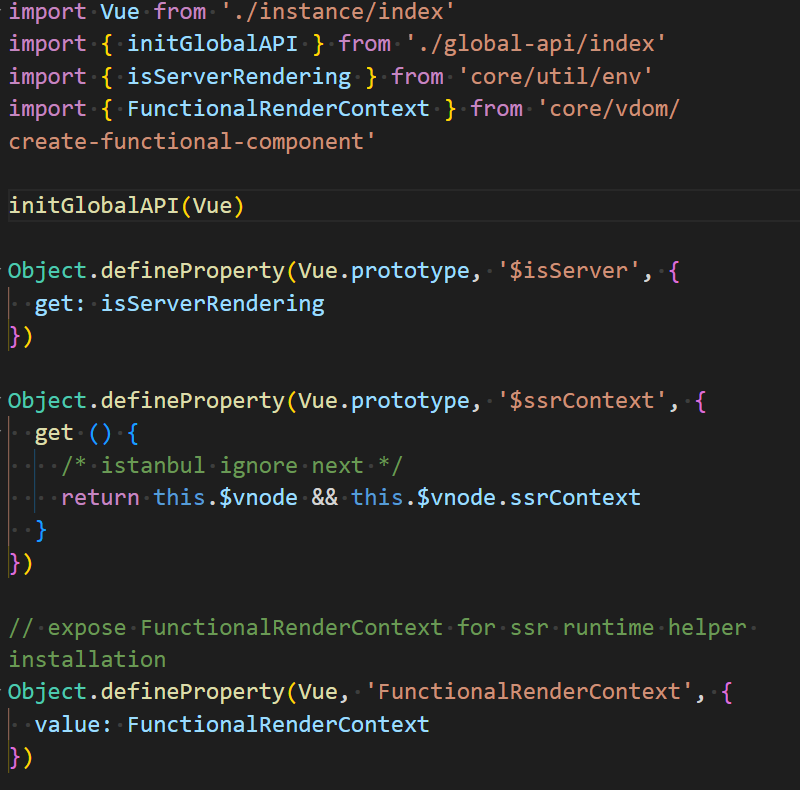 import Vue from './instance/index'
import { initGlobalAPI } from './global-api/index'
import { isServerRendering } from 'core/util/env'
import { FunctionalRenderContext } from 'core/vdom/
create-functional-component'

initGlobalAPI(Vue)

Object.defineProperty(Vue.prototype, '$isServer', {
  get: isServerRendering
})

Object.defineProperty(Vue.prototype, '$ssrContext', {
  get () {
    /* istanbul ignore next */
    return this.$vnode && this.$vnode.ssrContext
  }
})

// expose FunctionalRenderContext for ssr runtime helper
installation
Object.defineProperty(Vue, 'FunctionalRenderContext', {
  value: FunctionalRenderContext
})